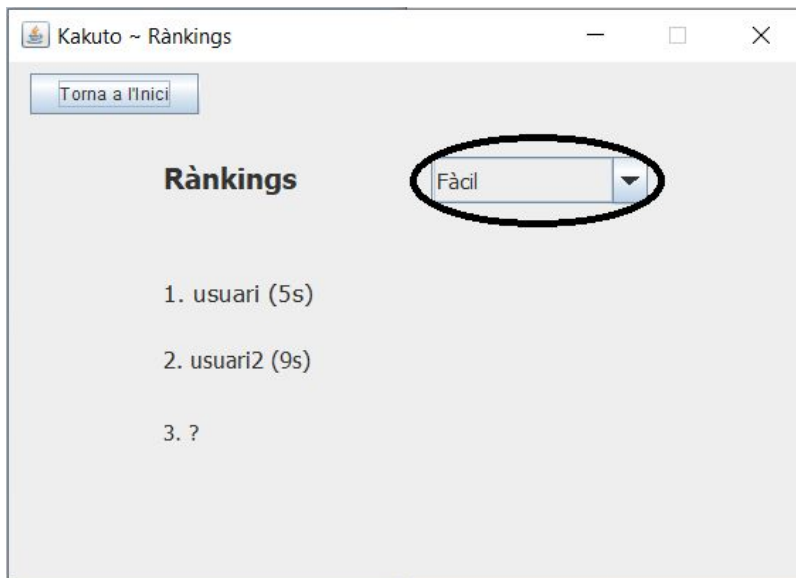 Kakuto ~ Rànkings
Torna a l'Inici
Rànkings
Fàcil
1. usuari (5s)
2. usuari2 (9s)
3. ?